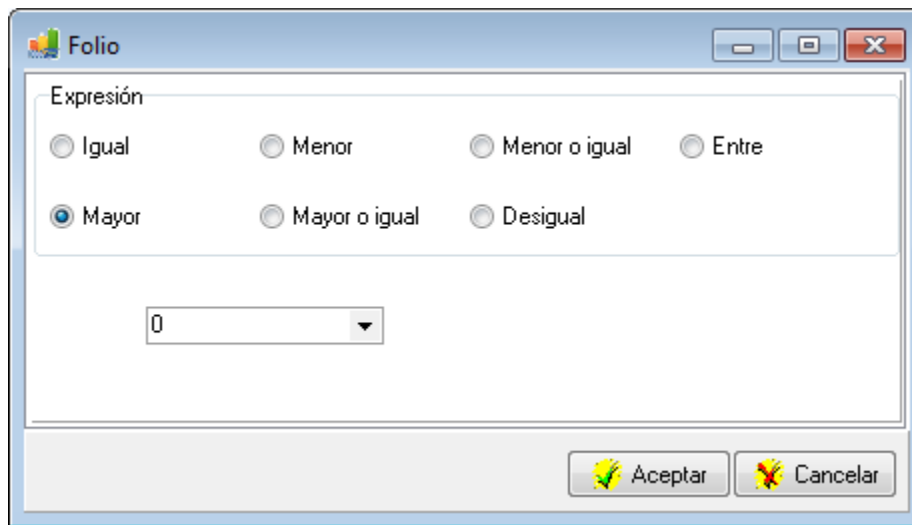 Folio
Expresión
Igual Menor Menor o igual Entre
Mayor Mayor o igual Desigual
0
Aceptar Cancelar